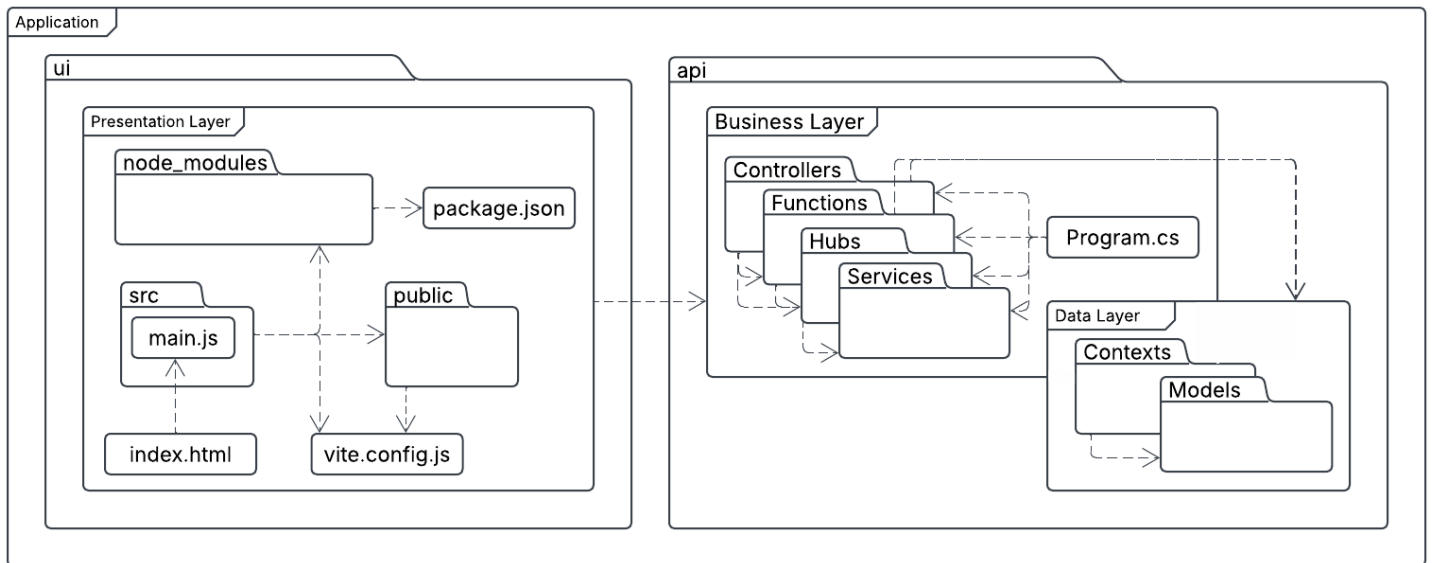 Application
ui
Presentation Layer
node_modules
package.json
src
main.js
public
index.html
vite.config.js
api
Business Layer
Controllers
Functions
Hubs
Services
Program.cs
Data Layer
Contexts
Models